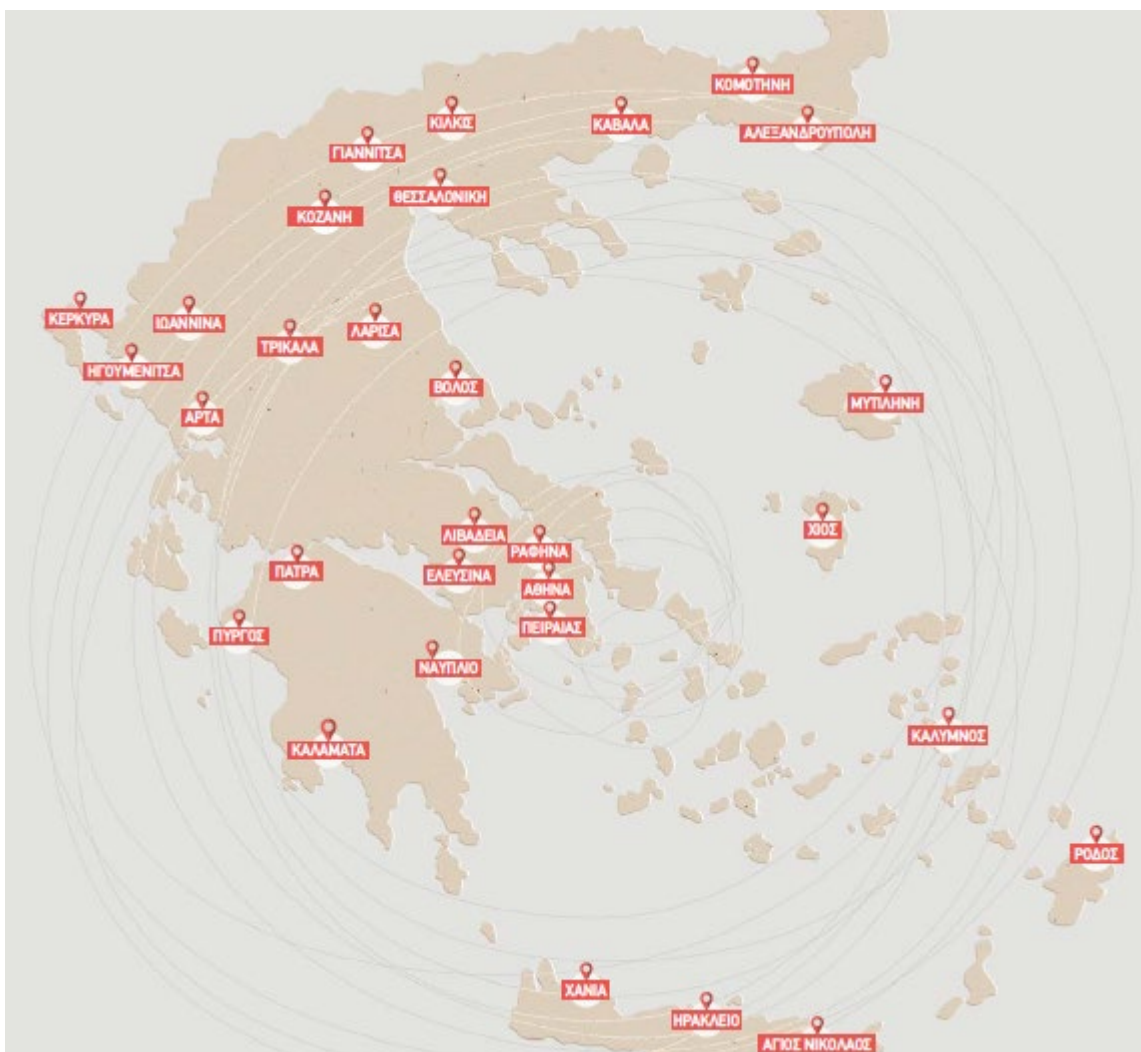 ΚΟΜΟΤΗΝΗ
ΚΙΛΚΙΣ
ΚΑΒΑΛΑ
ΑΛΕΞΑΝΔΡΟΥΠΟΛΗ
ΓΙΑΝΝΙΤΣΑ
ΘΕΣΣΑΛΟΝΙΚΗ
ΚΟΖΑΝΗ
ΚΕΡΚΥΡΑ
ΙΩΑΝΝΙΝΑ
ΛΑΡΙΣΑ
ΤΡΙΚΑΛΑ
ΗΓΟΥΜΕΝΙΤΣΑ
ΒΟΛΟΣ
ΜΥΤΙΛΗΝΗ
ΑΡΤΑ
ΛΙΒΑΔΕΙΑ
ΧΙΟΣ
ΡΑΦΗΝΑ
ΠΑΤΡΑ
ΕΛΕΥΣΙΝΑ
ΑΘΗΝΑ
ΠΕΙΡΑΙΑΣ
ΠΥΡΓΟΣ
ΝΑΥΠΛΙΟ
ΚΑΛΥΜΝΟΣ
ΚΑΛΑΜΑΤΑ
ΡΟΔΟΣ
ΧΑΝΙΑ
ΗΡΑΚΛΕΙΟ
ΑΓΙΟΣ ΝΙΚΟΛΑΟΣ